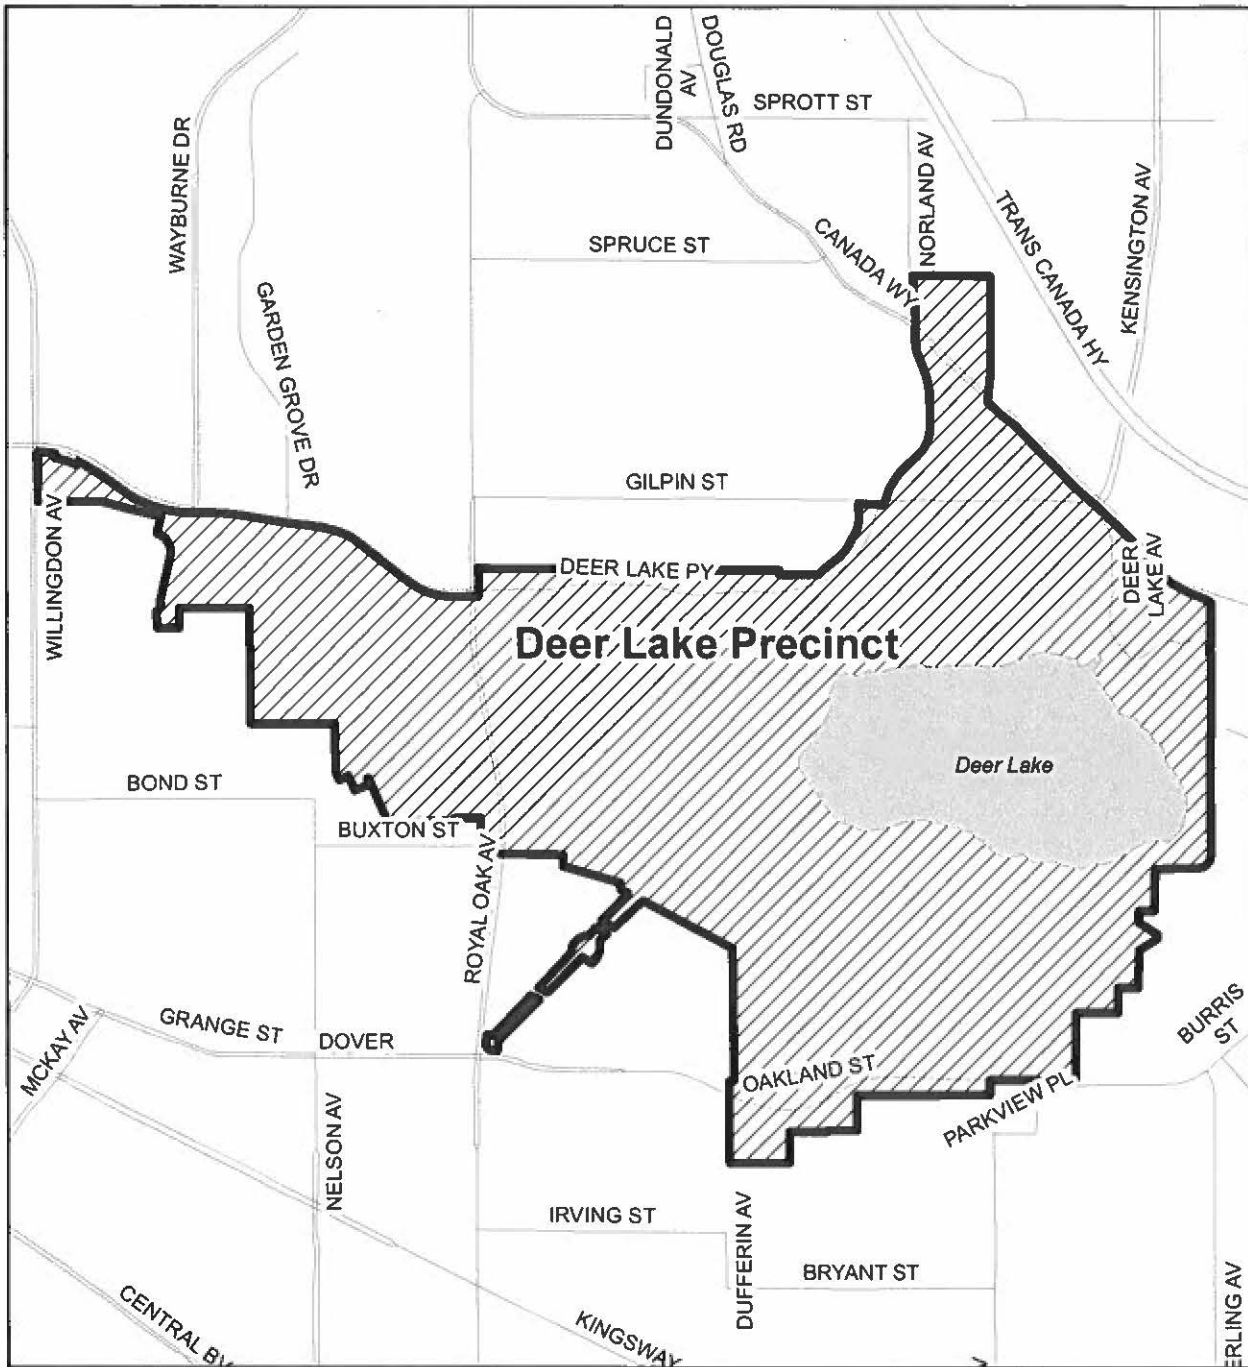 DUNDONALD
AV
DOUGLAS RD
SPROTT ST
WAYBURNE DR
NORLAND AV
TRANS CANADA HY
KENSINGTON AV
SPRUCE ST
CANADA WY
GARDEN GROVE DR
GILPIN ST
WILLINGDON AV
DEER LAKE PY
DEER
LAKE AV
Deer Lake Precinct
Deer Lake
BOND ST
BUXTON ST
ROYAL OAK AV
GRANGE ST
DOVER
MCKAY AV
OAKLAND ST
BURRIS
ST
PARKVIEW PL
NELSON AV
IRVING ST
DUFFERIN AV
BRYANT ST
CENTRAL BV
KINGSWAY
ERLING AV